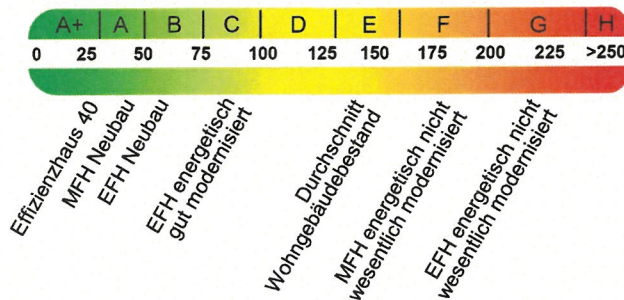 A+ A B C D E F G H
0 25 50 75 100 125 150 175 200 225 >250
Effizienzhaus 40
MFH Neubau
EFH Neubau
EFH energetisch
gut modernisiert
Durchschnitt
Wohngebäudebestand
MFH energetisch nicht
wesentlich modernisiert
EFH energetisch nicht
wesentlich modernisiert